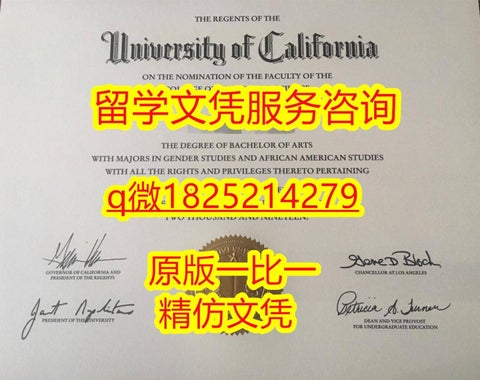 THE REGENTS OF THE
University of California
ON THE NOMINATION OF THE FACULTY OF THE
留学文凭服务咨询
THE DEGREE OF BACHELOR OF ARTS
WITH MAJORS IN GENDER STUDIES AND AFRICAN AMERICAN STUDIES
WITH ALL THE RIGHTS AND PRIVILEGES THERETO PERTAINING
q微1825214279
TWO THOUSAND AND NINETEEN.
原版一比一
精仿文凭
GOVERNOR OF CALIFORNIA AND
PRESIDENT OF THE REGENTS
Gene D Block
CHANCELLOR AT LOS ANGELES
PRESIDENT OF THE UNIVERSITY
Patricia A Turner
DEAN AND VICE PROVOST
FOR UNDERGRADUATE EDUCATION